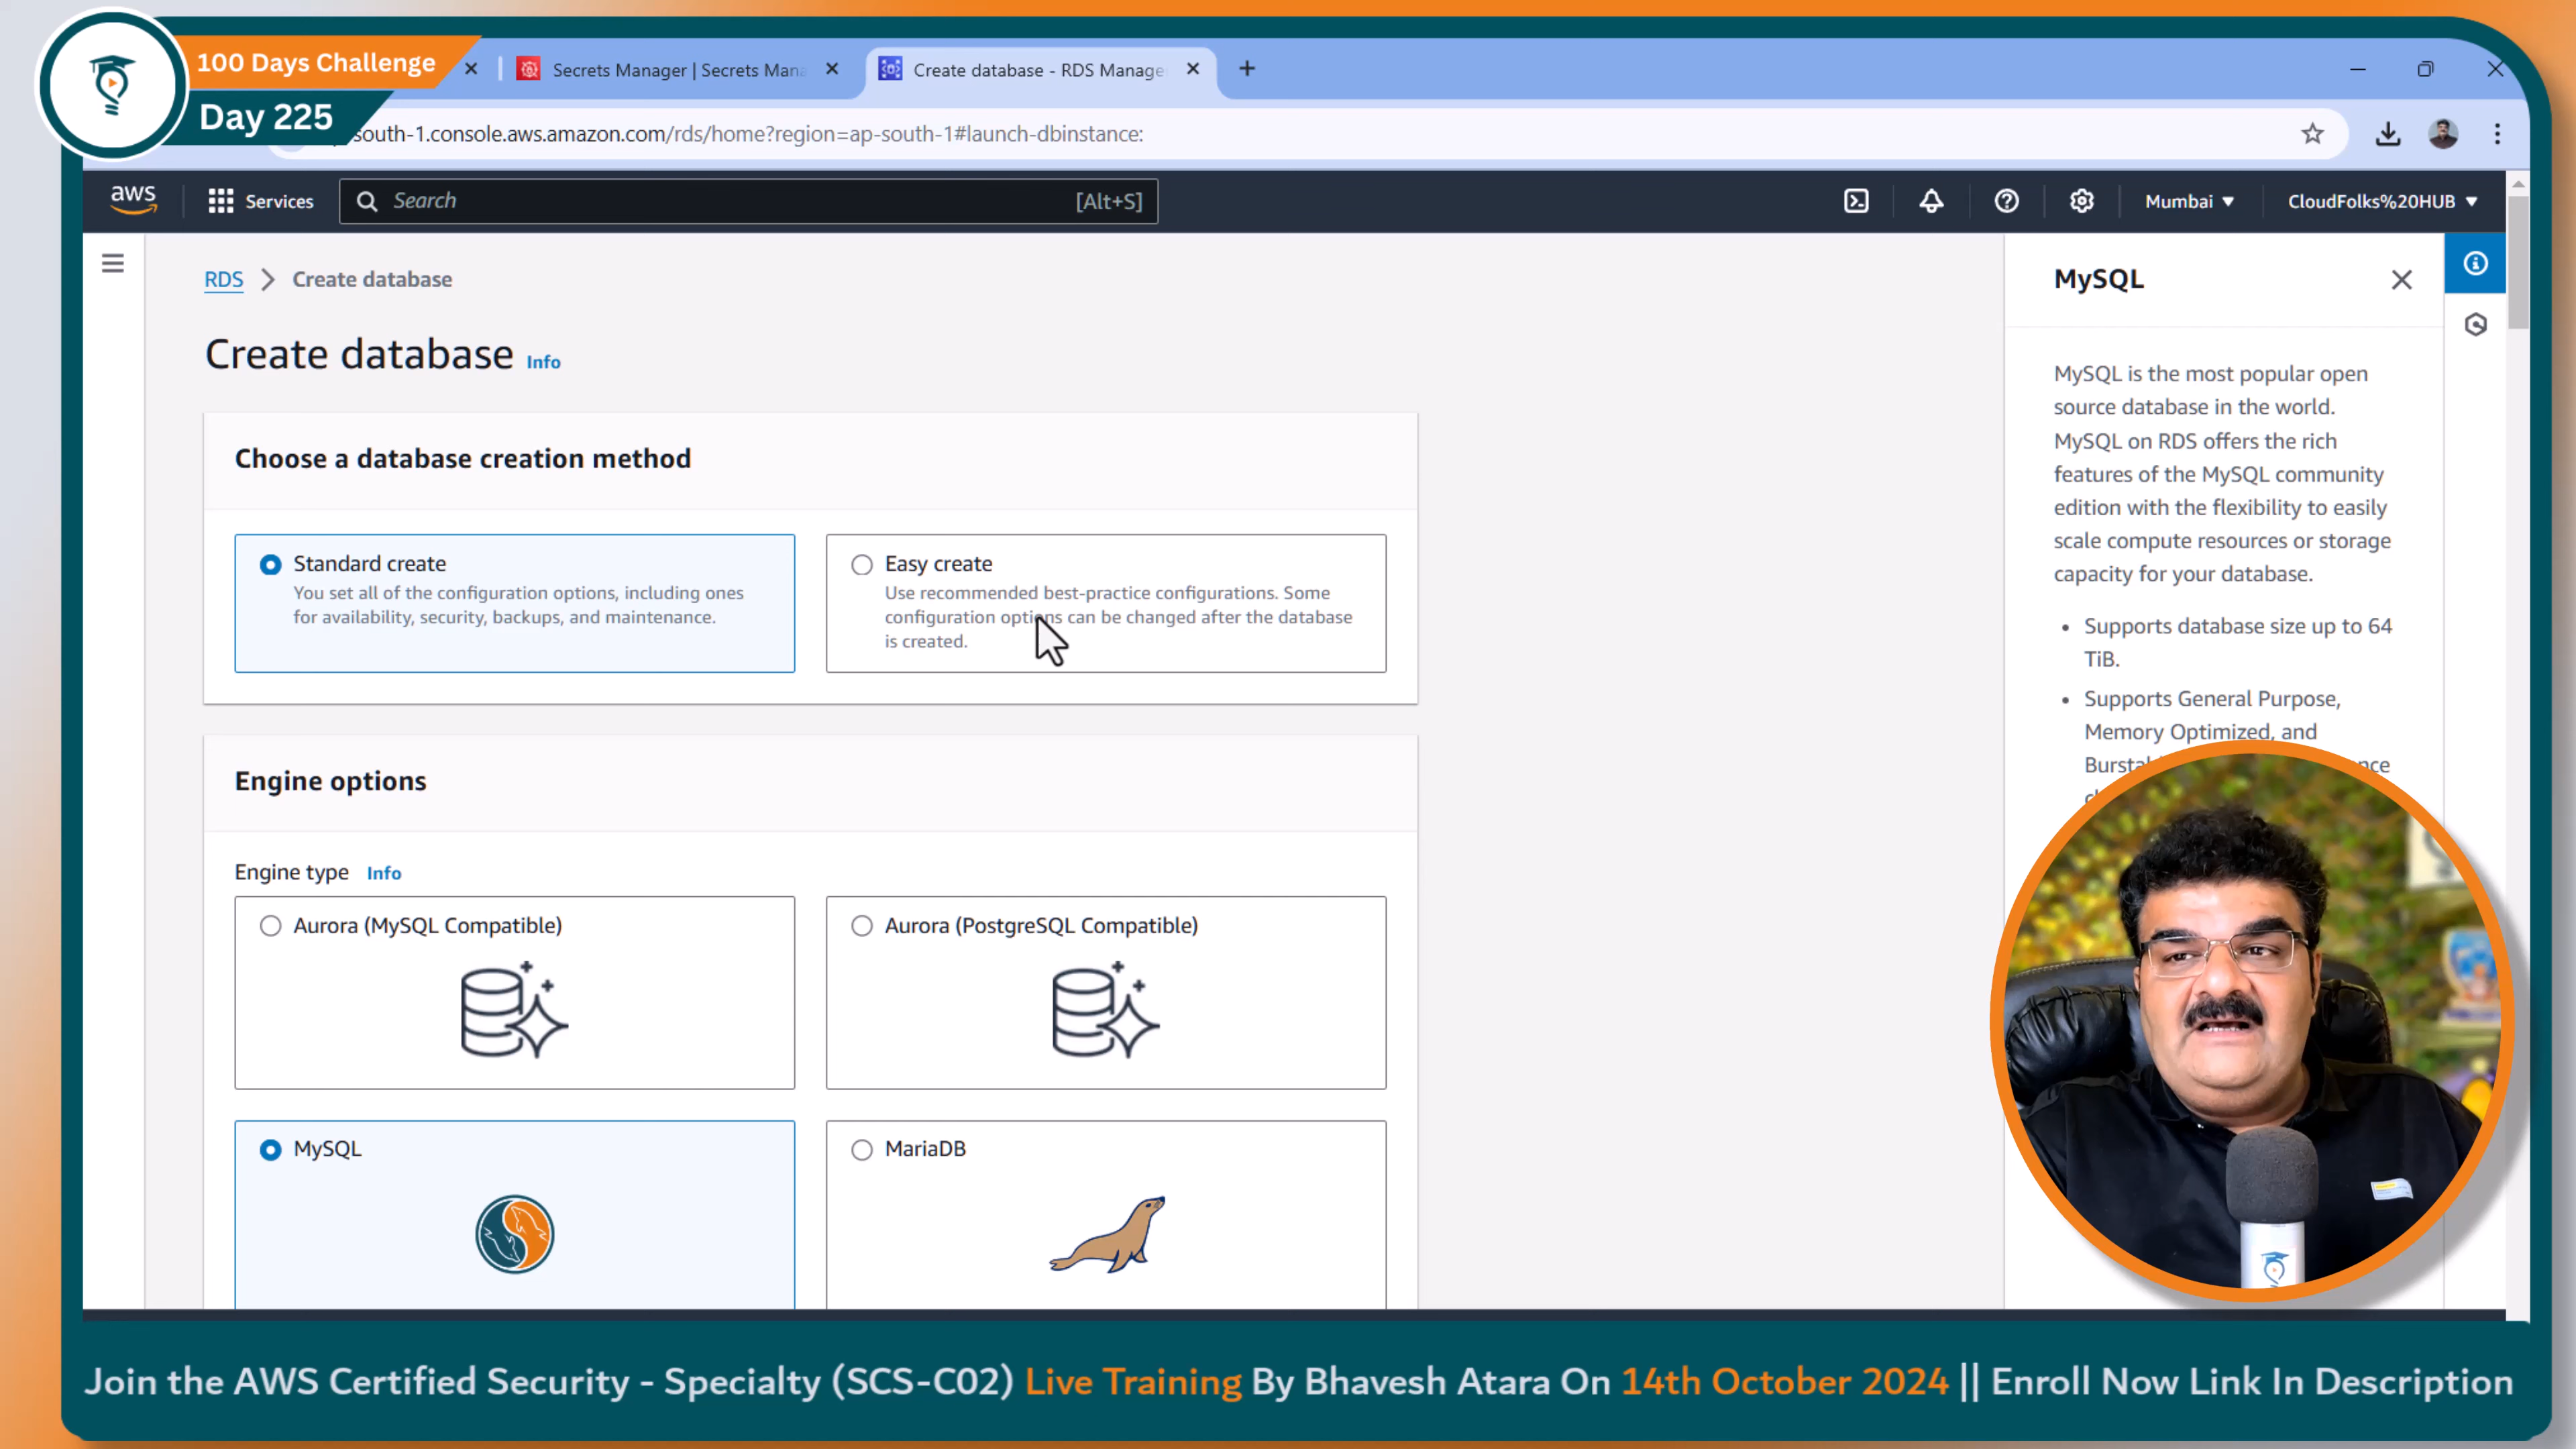 100 Days Challenge
Day 225
Secrets Manager | Secrets Mana
Create database - RDS Manage
south-1.console.aws.amazon.com/rds/home?region=ap-south-1#launch-dbinstance:
aws
Services
Search
[Alt+S]
Mumbai
CloudFolks%20HUB
RDS
Create database
Create database Info
Choose a database creation method
Standard create
You set all of the configuration options, including ones
for availability, security, backups, and maintenance.
Easy create
Use recommended best-practice configurations. Some
configuration options can be changed after the database
is created.
Engine options
Engine type Info
Aurora (MySQL Compatible)
Aurora (PostgreSQL Compatible)
MySQL
MariaDB
MySQL
MySQL is the most popular open
source database in the world.
MySQL on RDS offers the rich
features of the MySQL community
edition with the flexibility to easily
scale compute resources or storage
capacity for your database.
• Supports database size up to 64
TiB.
• Supports General Purpose,
Memory Optimized, and
Join the AWS Certified Security - Specialty (SCS-C02) Live Training By Bhavesh Atara On 14th October 2024 || Enroll Now Link In Description